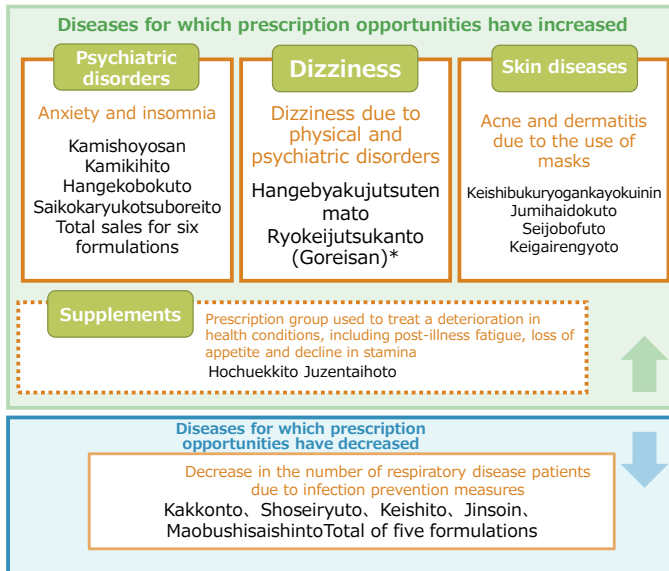 Diseases for which prescription opportunities have increased
Psychiatric
disorders
Anxiety and insomnia
Kamishoyosan
Kamikihito
Hangekobokuto
Saikokaryukotsuboreito
Total sales for six
formulations
Dizziness
Dizziness due to
physical and
psychiatric disorders
Hangebyakujutsuten
mato
Ryokeijutsukanto
(Goreisan)*
Skin diseases
Acne and dermatitis
due to the use of
masks
Keishibukuryogankayokuinin
Jumihaidokuto
Seijobofuto
Keigairengyoto
Supplements
Prescription group used to treat a deterioration in
health conditions, including post-illness fatigue, loss of
appetite and decline in stamina
Hochuekkito Juzentaihoto
Diseases for which prescription
opportunities have decreased
Decrease in the number of respiratory disease patients
due to infection prevention measures
Kakkonto、Shoseiryuto、Keishito、Jinsoin、
MaobushisaishintoTotal of five formulations